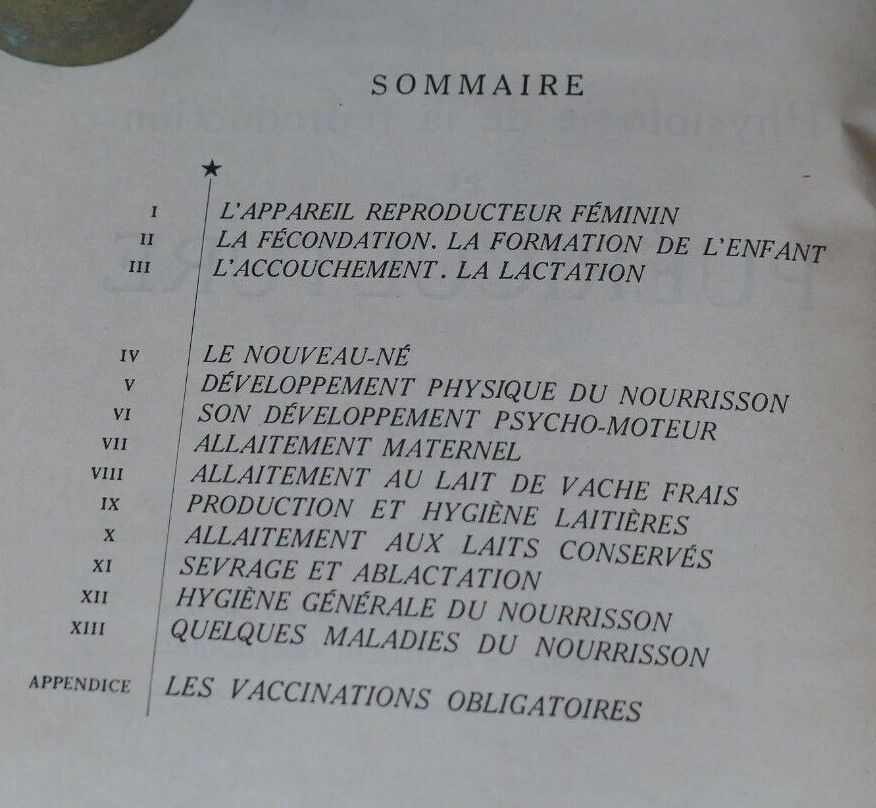 SOMMAIRE
I L'APPAREIL REPRODUCTEUR FÉMININ
II LA FÉCONDATION. LA FORMATION DE L'ENFANT
III L'ACCOUCHEMENT. LA LACTATION
IV LE NOUVEAU-NÉ
V DÉVELOPPEMENT PHYSIQUE DU NOURRISSON
VI SON DÉVELOPPEMENT PSYCHO-MOTEUR
VII ALLAITEMENT MATERNEL
VIII ALLAITEMENT AU LAIT DE VACHE FRAIS
IX PRODUCTION ET HYGIÈNE LAITIÈRES
X ALLAITEMENT AUX LAITS CONSERVÉS
XI SEVRAGE ET ABLACTATION
XII HYGIÈNE GÉNÉRALE DU NOURRISSON
XIII QUELQUES MALADIES DU NOURRISSON
APPENDICE LES VACCINATIONS OBLIGATOIRES